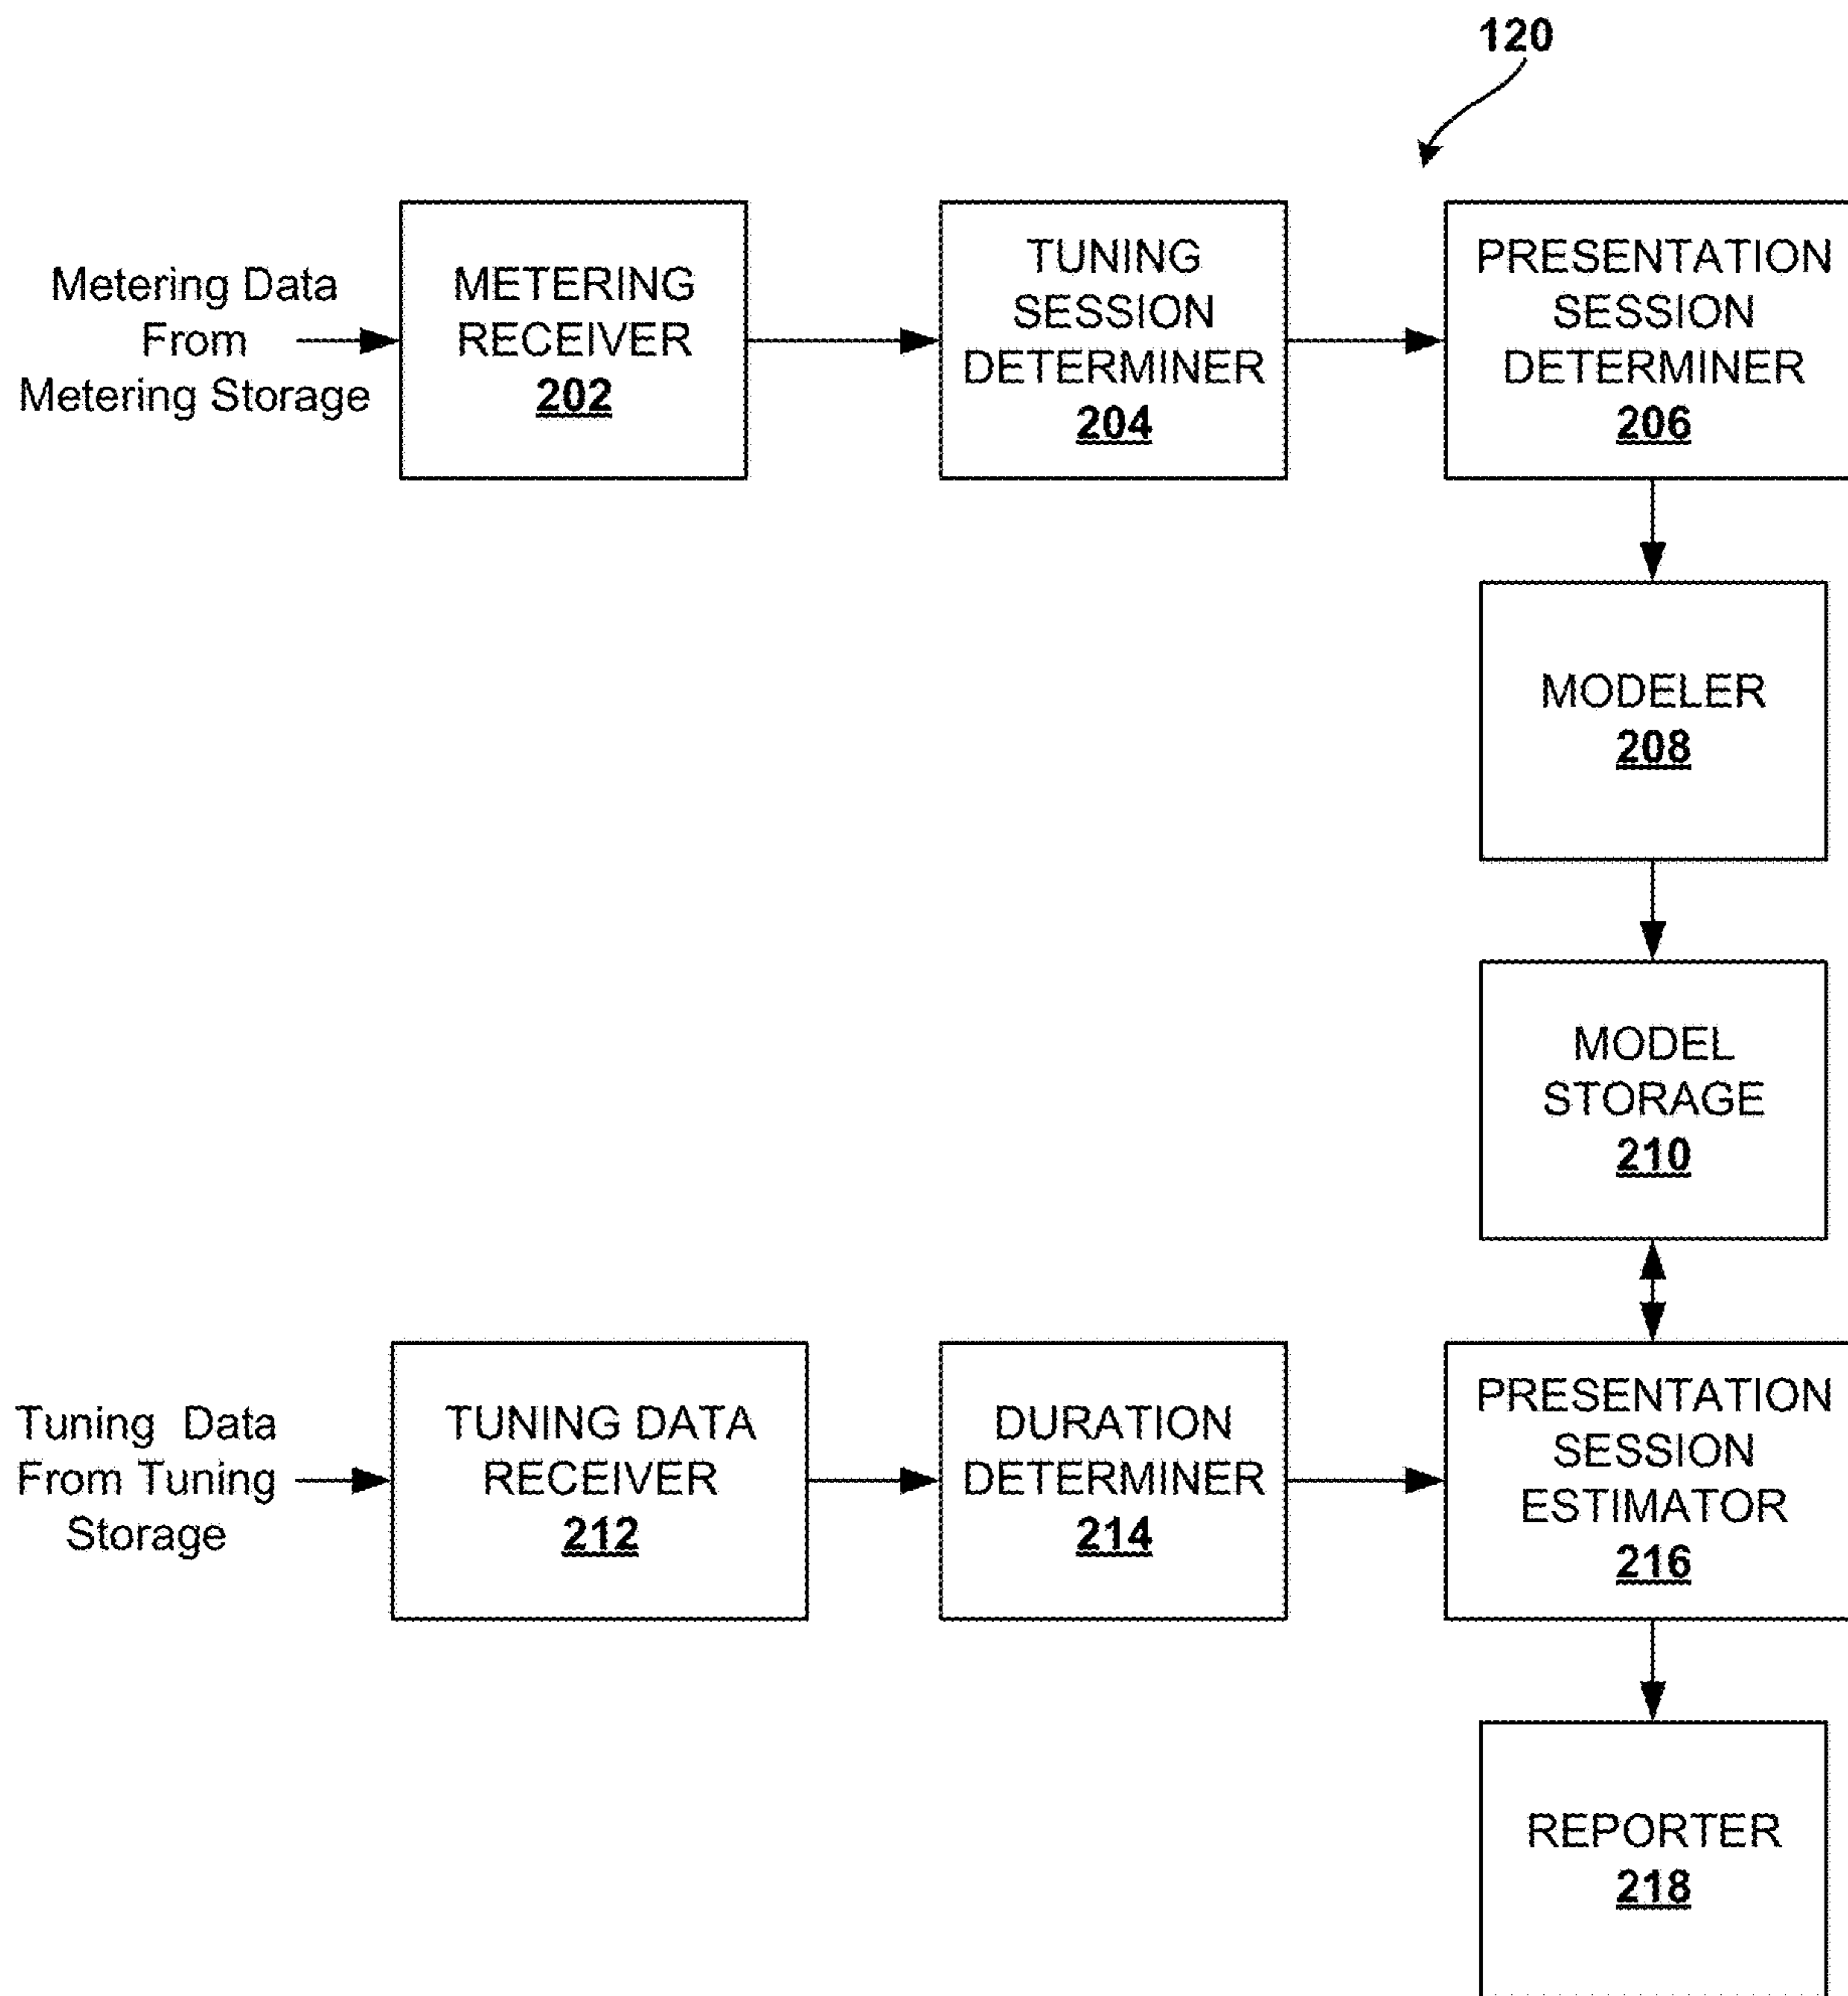 120
Metering Data
From
Metering Storage
METERING
RECEIVER
202
TUNING
SESSION
DETERMINER
204
PRESENTATION
SESSION
DETERMINER
206
MODELER
208
MODEL
STORAGE
210
Tuning Data
From Tuning
Storage
TUNING DATA
RECEIVER
212
DURATION
DETERMINER
214
PRESENTATION
SESSION
ESTIMATOR
216
REPORTER
218